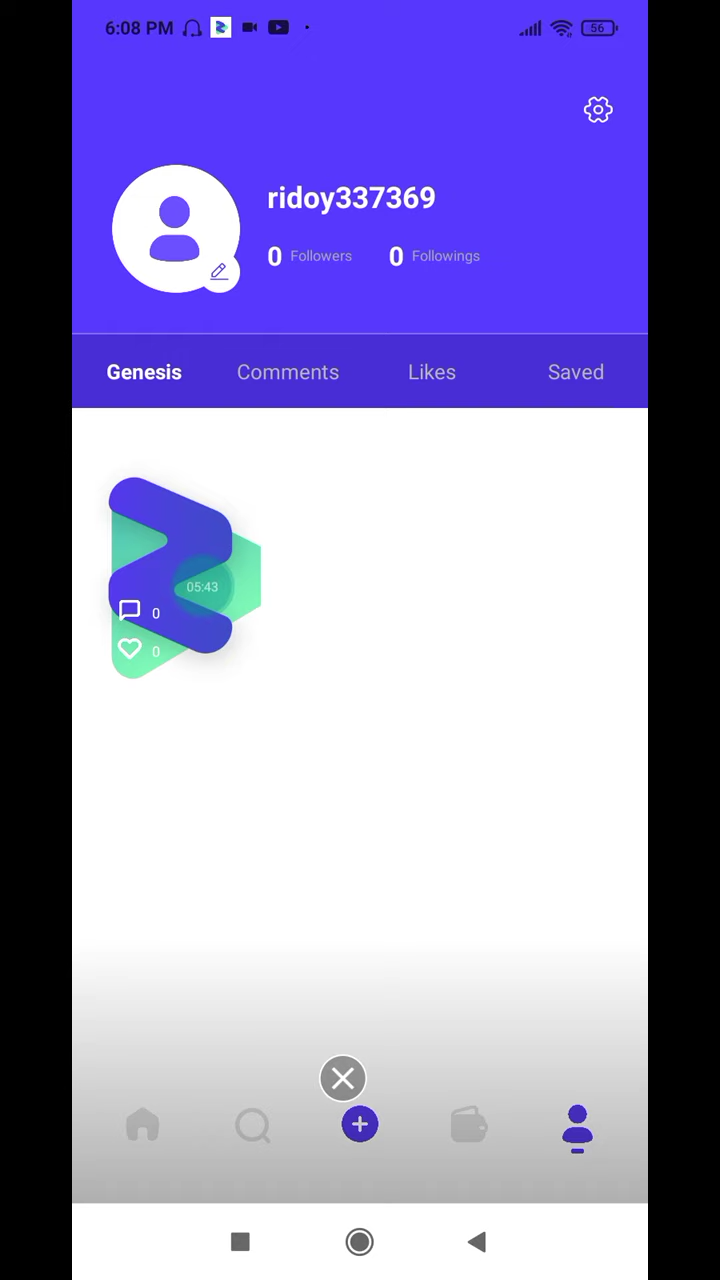 6:08 PM
56
ridoy337369
0 Followers 0 Followings
Genesis Comments Likes Saved
05:43
0
0